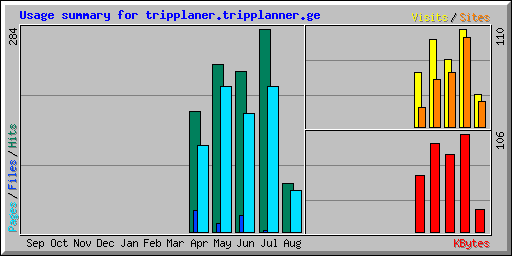 Usage summary for tripplaner.tripplanner.ge
Visits/Sites
284
Pages/Files/Hits
110
106
Sep Oct Nov Dec Jan Feb Mar Apr May Jun Jul Aug
KBytes